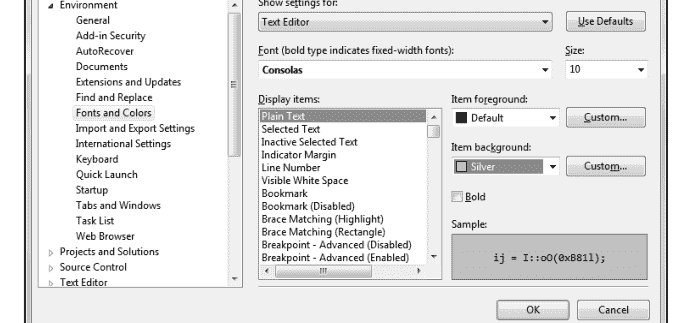 Environment
General
Add-in Security
AutoRecover
Documents
Extensions and Updates
Find and Replace
Fonts and Colors
Import and Export Settings
International Settings
Keyboard
Quick Launch
Startup
Tabs and Windows
Task List
Web Browser
Projects and Solutions
Source Control
Text Editor
Show settings for:
Text Editor
Use Defaults
Font (bold type indicates fixed-width fonts):
Size:
Consolas
10
Display items:
Plain Text
Selected Text
Inactive Selected Text
Indicator Margin
Line Number
Visible White Space
Bookmark
Bookmark (Disabled)
Brace Matching (Highlight)
Brace Matching (Rectangle)
Breakpoint - Advanced (Disabled)
Breakpoint - Advanced (Enabled)
Item foreground:
Default
Custom...
Item background:
Silver
Custom...
Bold
Sample:
ij = I::oO(0xB81l);
OK
Cancel